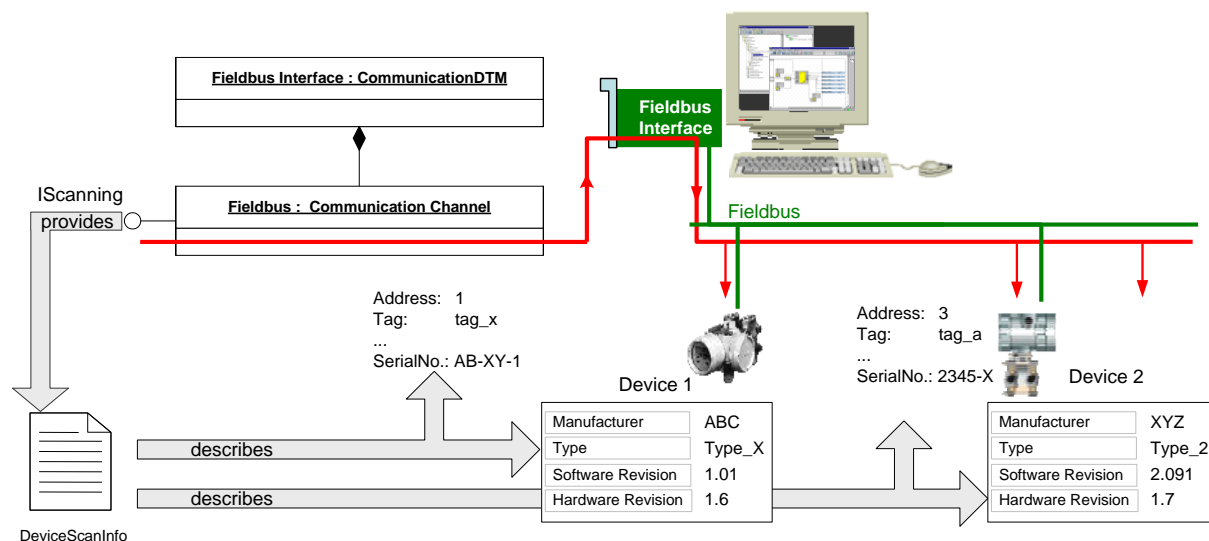 Fieldbus Interface : CommunicationDTM
Fieldbus
Interface
IScanning
provides
Fieldbus :  Communication Channel
Fieldbus
Address: 1
Tag: tag_x
...
SerialNo.: AB-XY-1
Address: 3
Tag: tag_a
...
SerialNo.: 2345-X
Device 1
Device 2
Manufacturer ABC
Type Type_X
Software Revision 1.01
Hardware Revision 1.6
Manufacturer XYZ
Type Type_2
Software Revision 2.091
Hardware Revision 1.7
describes
describes
DeviceScanInfo